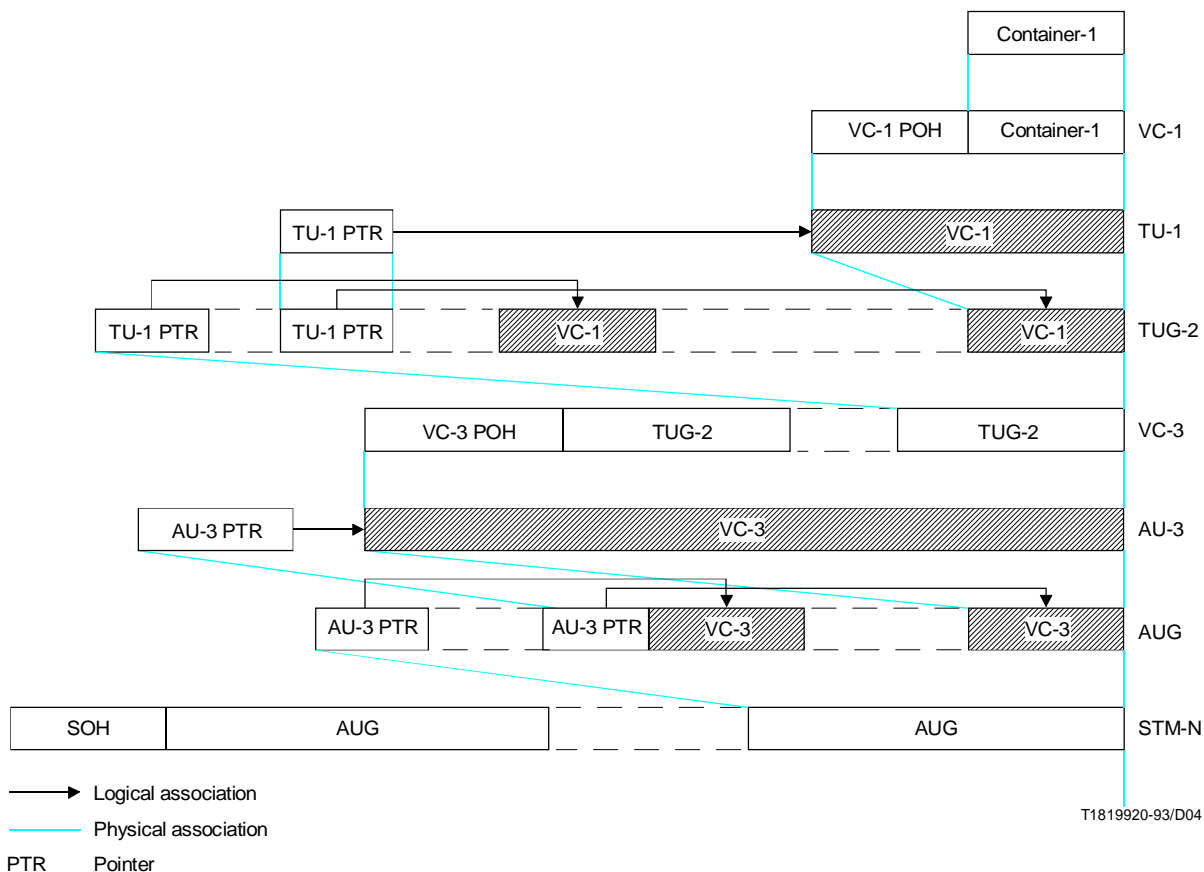 Container-1
VC-1 POH Container-1 VC-1
TU-1 PTR VC-1 TU-1
TU-1 PTR TU-1 PTR VC-1 VC-1 TUG-2
VC-3 POH TUG-2 TUG-2 VC-3
AU-3 PTR VC-3 AU-3
AU-3 PTR AU-3 PTR VC-3 VC-3 AUG
SOH AUG AUG STM-N
Logical association
T1819920-93/D04
Physical association
PTR Pointer